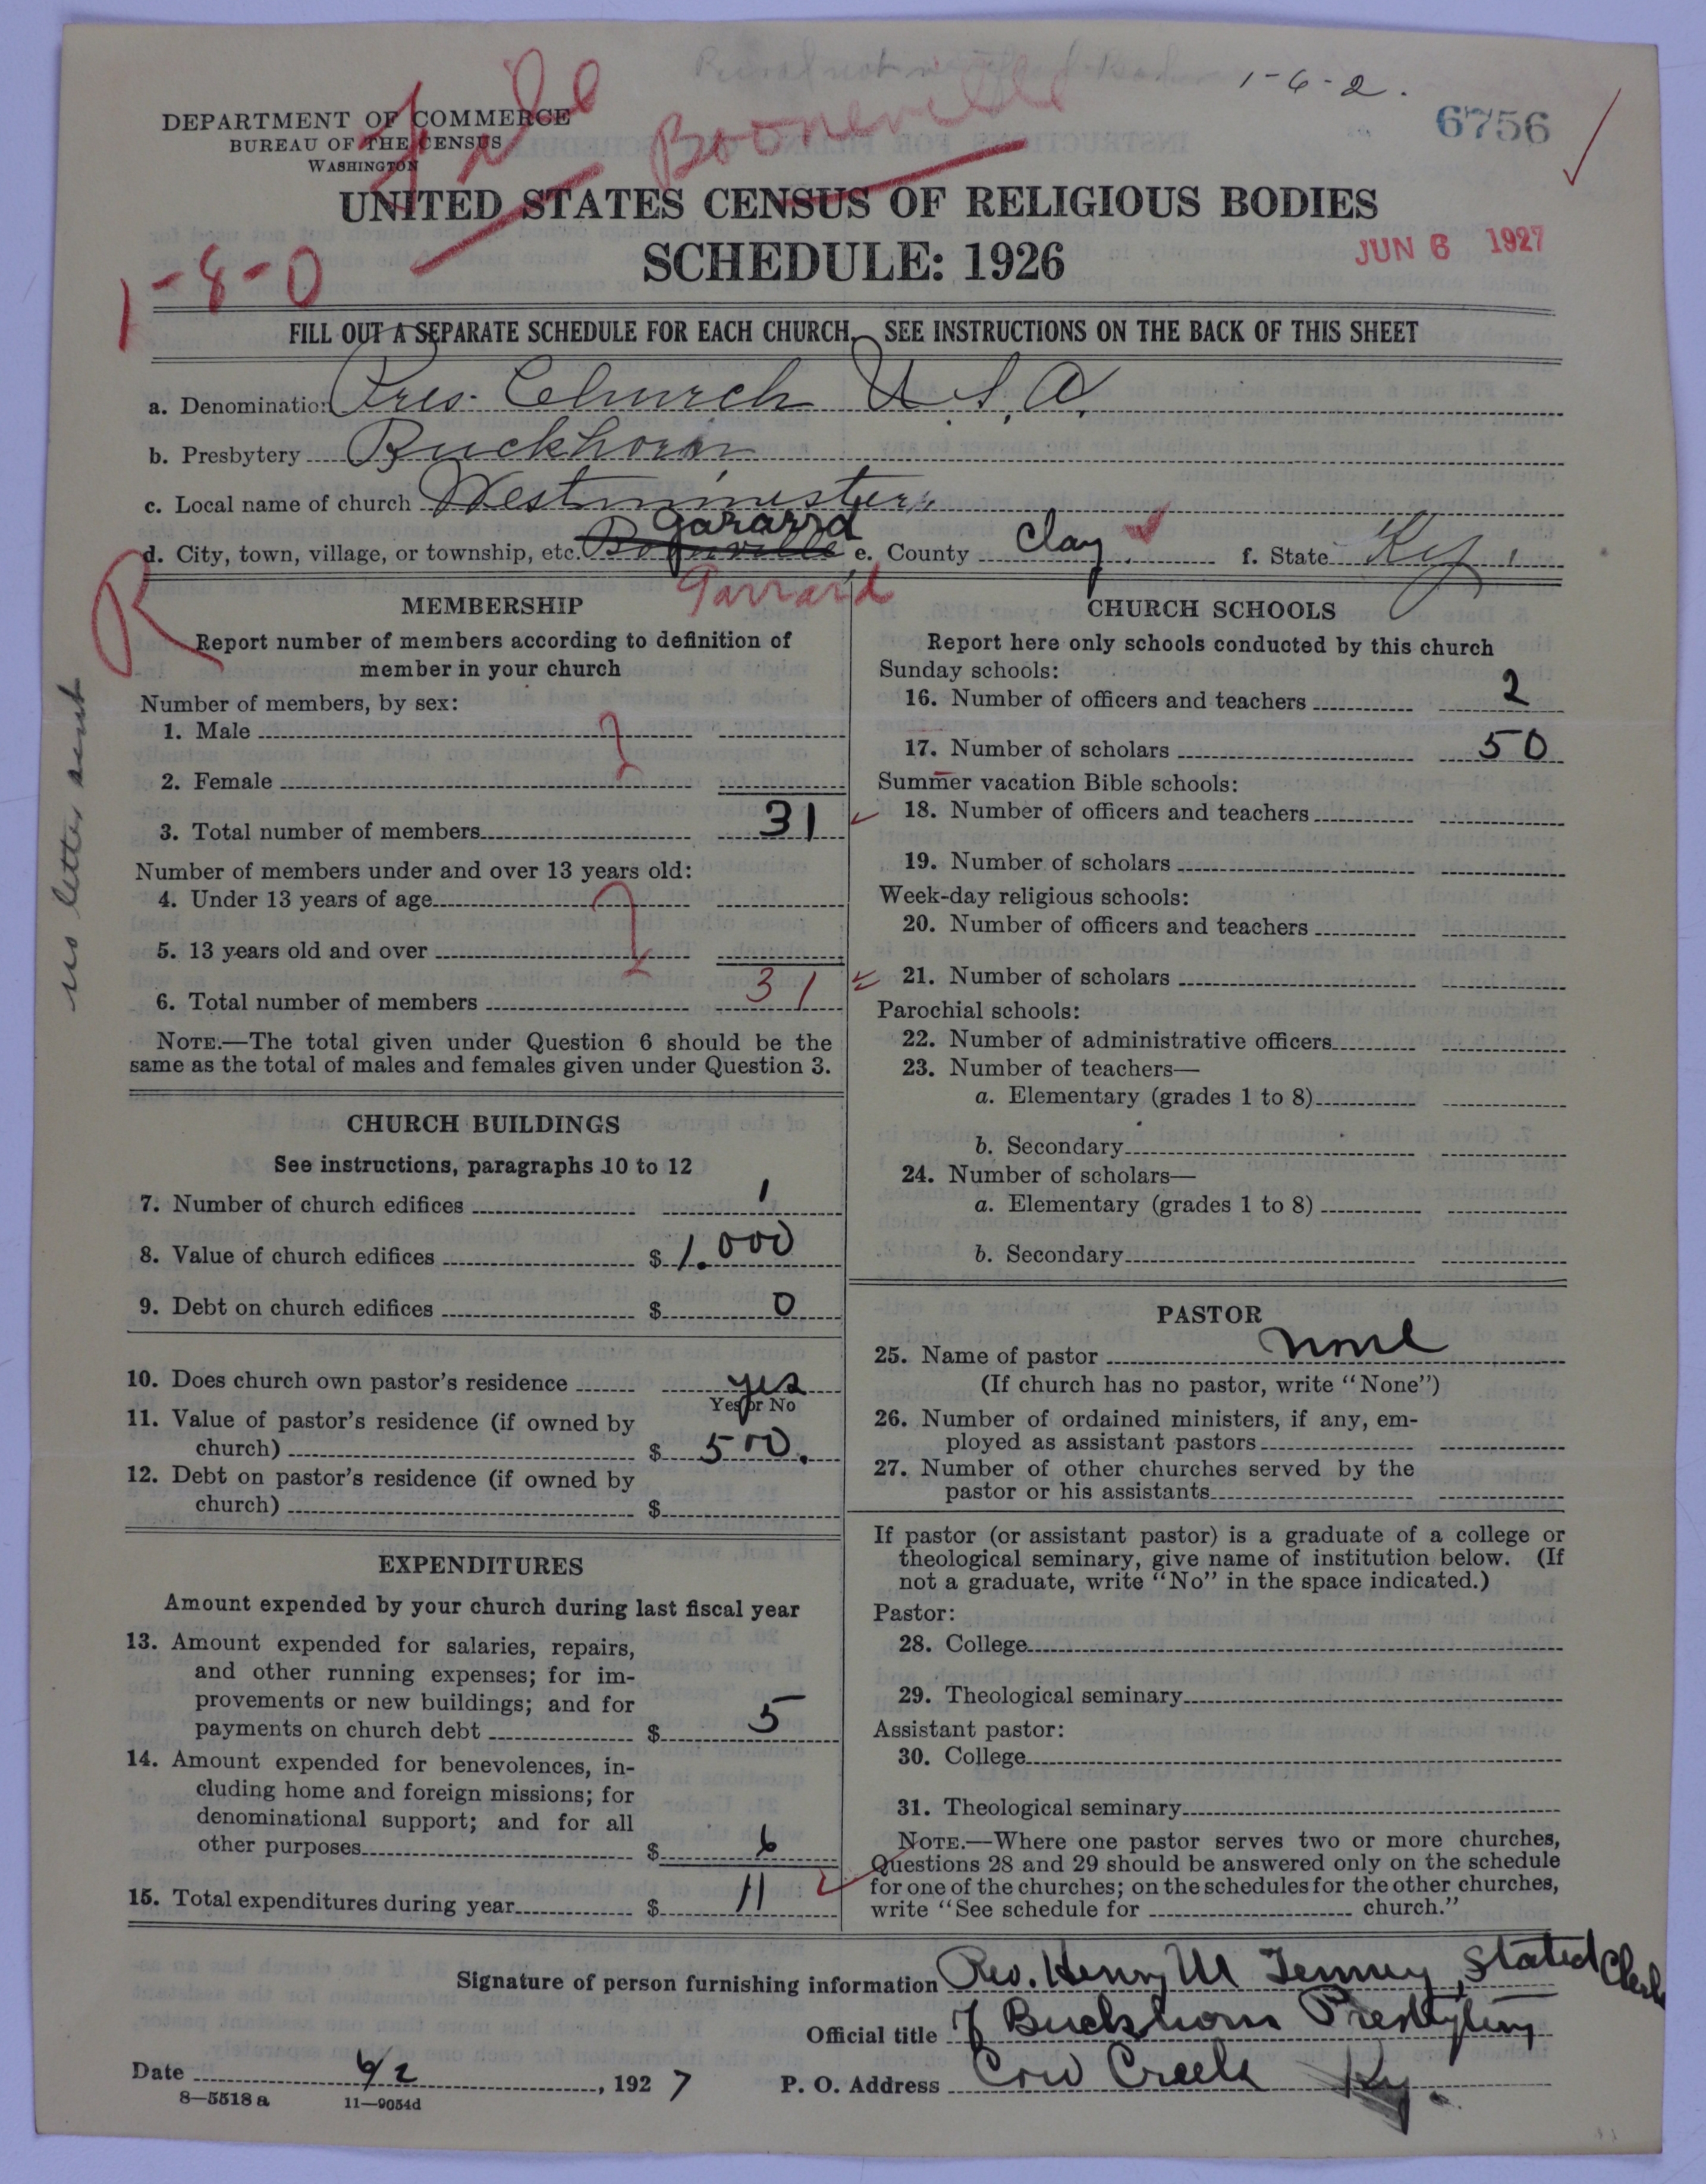 1-6-2.
File Booneville
6756
DEPARTMENT OF COMMERCE
BUREAU OF THE CENSUS
WASHINGTON
UNITED STATES CENSUS OF RELIGIOUS BODIES
SCHEDULE: 1926
JUN 6 1927
1-8-0
FILL OUT A SEPARATE SCHEDULE FOR EACH CHURCH. SEE INSTRUCTIONS ON THE BACK OF THIS SHEET
a. Denomination Pres. Church U.S.A.
b. Presbytery Buckhorn
c. Local name of church Westminister
d. City, town, village, or township, etc. Booneville Gararrd e. County Clay f. State Ky.
Garrard
R
no letter sent
MEMBERSHIP
Report number of members according to definition of
member in your church
Number of members, by sex:
1. Male
2. Female
3. Total number of members 31
Number of members under and over 13 years old:
4. Under 13 years of age
5. 13 years old and over
6. Total number of members 31
NOTE.—The total given under Question 6 should be the
same as the total of males and females given under Question 3.
CHURCH BUILDINGS
See instructions, paragraphs 10 to 12
7. Number of church edifices 1
8. Value of church edifices $ 1.000
9. Debt on church edifices $ 0
10. Does church own pastor's residence yes
Yes or No
11. Value of pastor's residence (if owned by
church) $ 500.
12. Debt on pastor's residence (if owned by
church) $
EXPENDITURES
Amount expended by your church during last fiscal year
13. Amount expended for salaries, repairs,
and other running expenses; for im-
provements or new buildings; and for
payments on church debt $ 5
14. Amount expended for benevolences, in-
cluding home and foreign missions; for
denominational support; and for all
other purposes $ 6
15. Total expenditures during year $ 11
CHURCH SCHOOLS
Report here only schools conducted by this church
Sunday schools:
16. Number of officers and teachers 2
17. Number of scholars 50
Summer vacation Bible schools:
18. Number of officers and teachers
19. Number of scholars
Week-day religious schools:
20. Number of officers and teachers
21. Number of scholars
Parochial schools:
22. Number of administrative officers
23. Number of teachers—
a. Elementary (grades 1 to 8)
b. Secondary
24. Number of scholars—
a. Elementary (grades 1 to 8)
b. Secondary
PASTOR
25. Name of pastor None
(If church has no pastor, write "None")
26. Number of ordained ministers, if any, em-
ployed as assistant pastors
27. Number of other churches served by the
pastor or his assistants
If pastor (or assistant pastor) is a graduate of a college or
theological seminary, give name of institution below. (If
not a graduate, write "No" in the space indicated.)
Pastor:
28. College
29. Theological seminary
Assistant pastor:
30. College
31. Theological seminary
NOTE.—Where one pastor serves two or more churches,
Questions 28 and 29 should be answered only on the schedule
for one of the churches; on the schedules for the other churches,
write "See schedule for church."
Signature of person furnishing information Rev. Henry M Tenney, Stated Clerk
Official title of Buckhorn Presbytery
Date 6/2, 1927 P. O. Address Cow Creek Ky.
8—5518 a 11—9054d